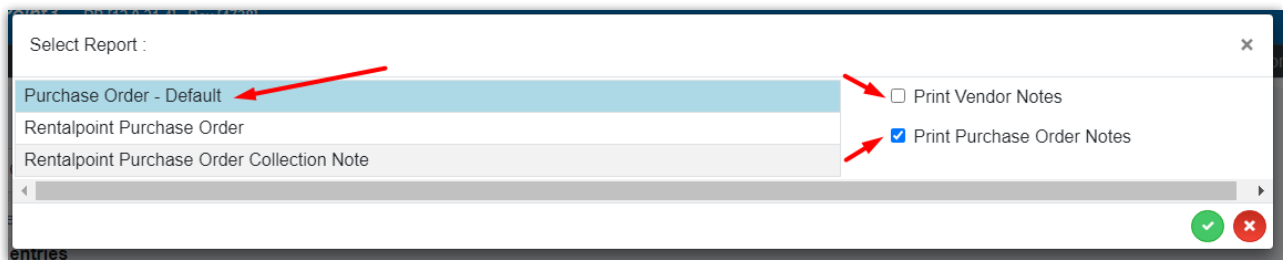 Select Report :
×
Purchase Order - Default
Rentalpoint Purchase Order
Rentalpoint Purchase Order Collection Note
Print Vendor Notes
Print Purchase Order Notes
entries